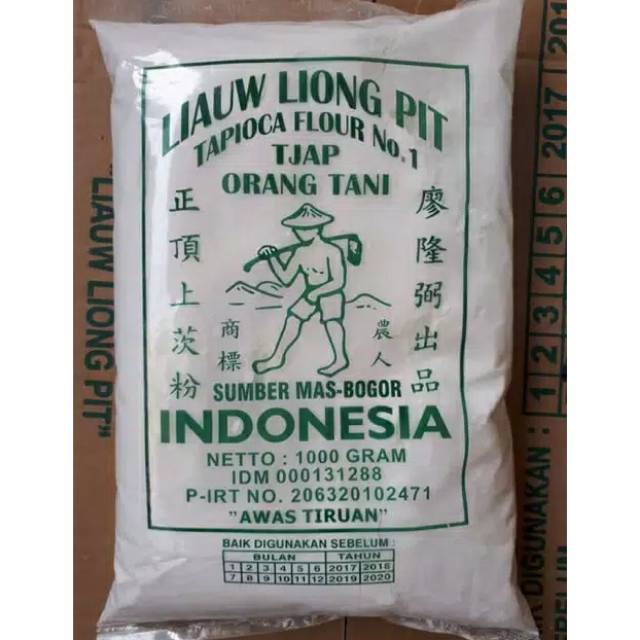 LIAUW LIONG PIT
TAPIOCA FLOUR No.1
TJAP
ORANG TANI
正頂上茨粉
廖隆弼出品
商標
農人
SUMBER MAS-BOGOR
INDONESIA
NETTO : 1000 GRAM
IDM 000131288
P-IRT NO. 206320102471
"AWAS TIRUAN"
BAIK DIGUNAKAN SEBELUM :
BULAN TAHUN
1 2 3 4 5 6 2017 2018
7 8 9 10 11 12 2019 2020
"LIAUW LIONG PIT"
1 2 3 4 5 6 2017 201
DIGUNAKAN :